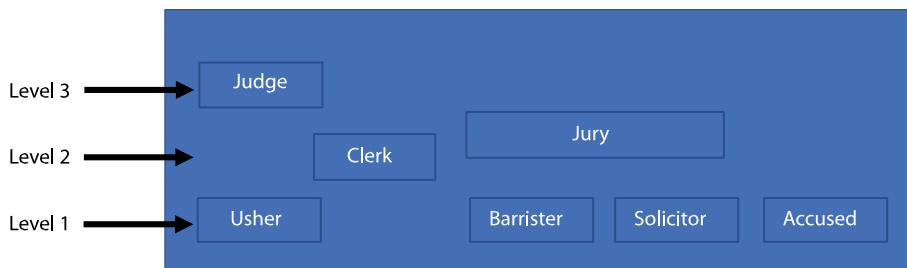 Level 3
Judge
Jury
Level 2
Clerk
Level 1
Usher
Barrister
Solicitor
Accused